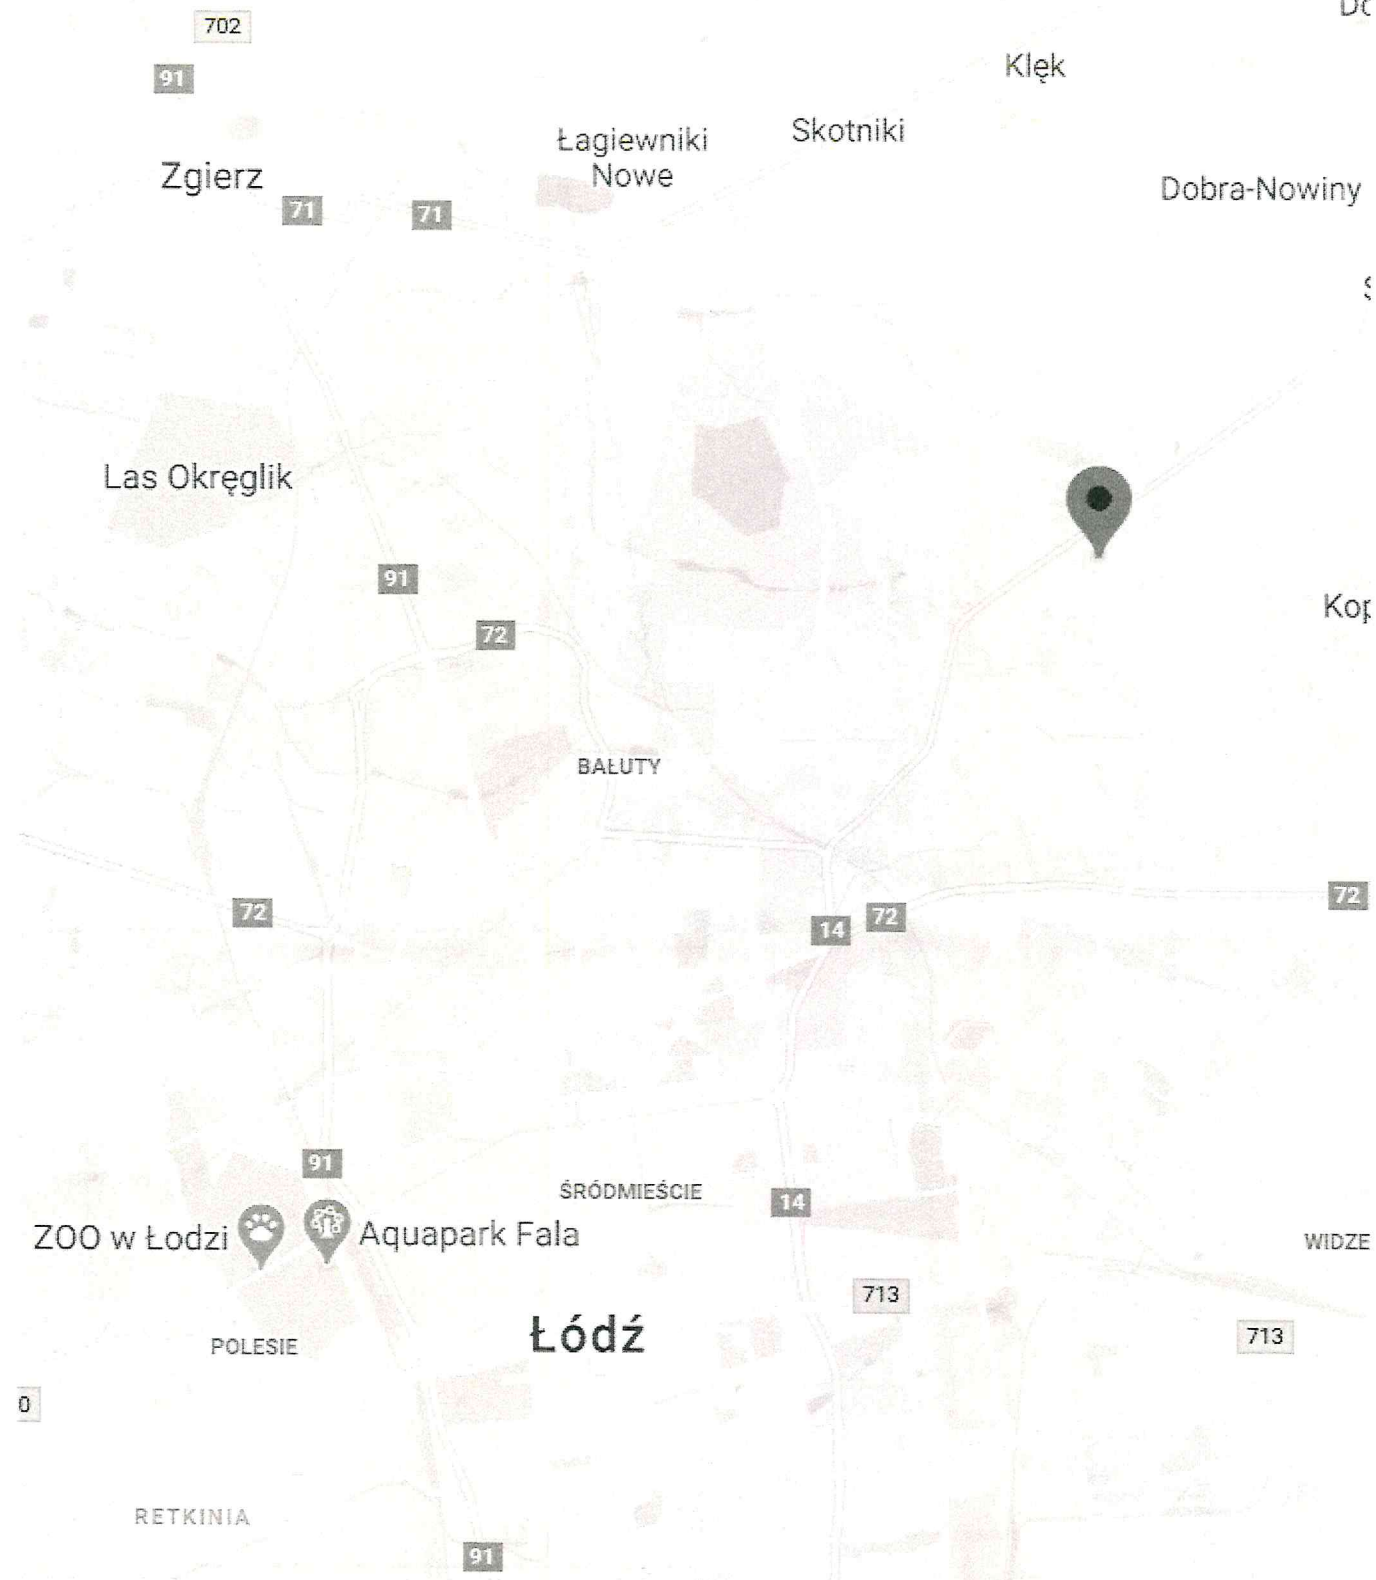 702
91
Klęk
Łagiewniki
Nowe
Skotniki
Zgierz
71
71
Dobra-Nowiny
Las Okręglik
91
72
BAŁUTY
72
14
72
72
91
ŚRÓDMIEŚCIE
14
ZOO w Łodzi
Aquapark Fala
WIDZE
713
Łódź
713
POLESIE
0
RETKINIA
91